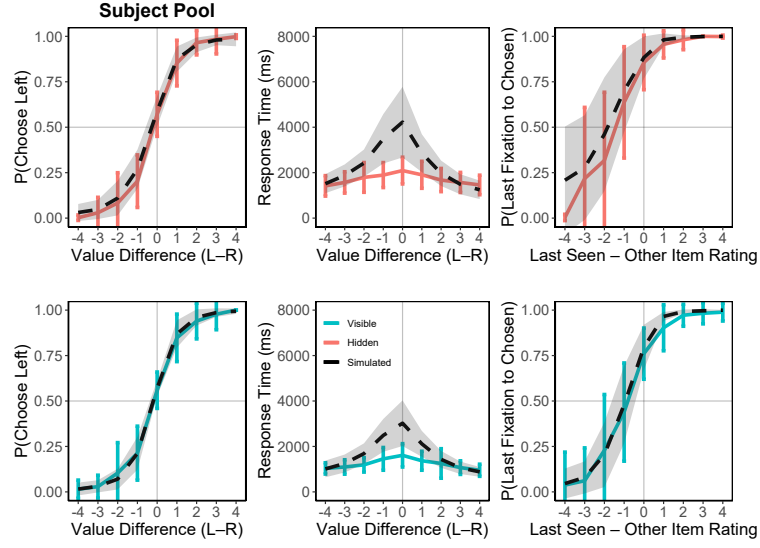 Subject Pool
P(Choose Left)
1.00
0.75
0.50
0.25
0.00
-4 -3 -2 -1 0 1 2 3 4
Value Difference (L–R)
Response Time (ms)
8000
6000
4000
2000
0
-4 -3 -2 -1 0 1 2 3 4
Value Difference (L–R)
P(Last Fixation to Chosen)
1.00
0.75
0.50
0.25
0.00
-4 -3 -2 -1 0 1 2 3 4
Last Seen – Other Item Rating
P(Choose Left)
1.00
0.75
0.50
0.25
0.00
-4 -3 -2 -1 0 1 2 3 4
Value Difference (L–R)
Response Time (ms)
8000
6000
4000
2000
0
Visible
Hidden
Simulated
-4 -3 -2 -1 0 1 2 3 4
Value Difference (L–R)
P(Last Fixation to Chosen)
1.00
0.75
0.50
0.25
0.00
-4 -3 -2 -1 0 1 2 3 4
Last Seen – Other Item Rating